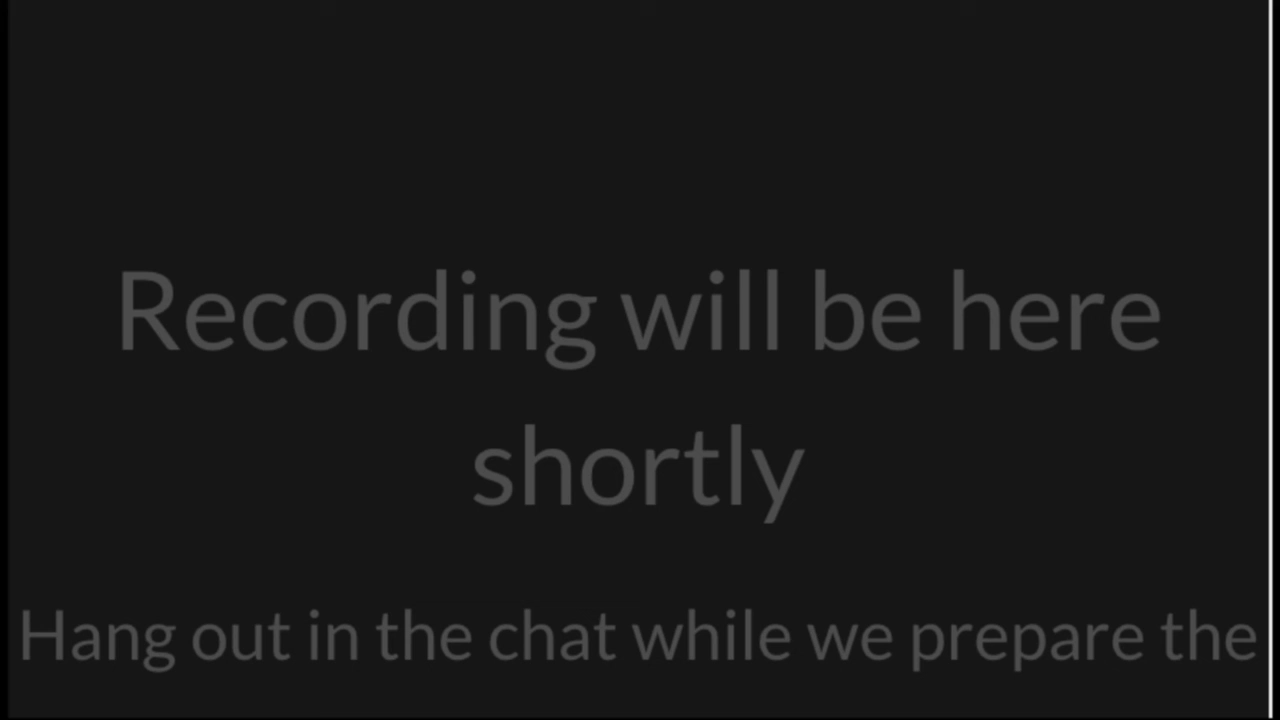 Recording will be here
shortly
Hang out in the chat while we prepare the